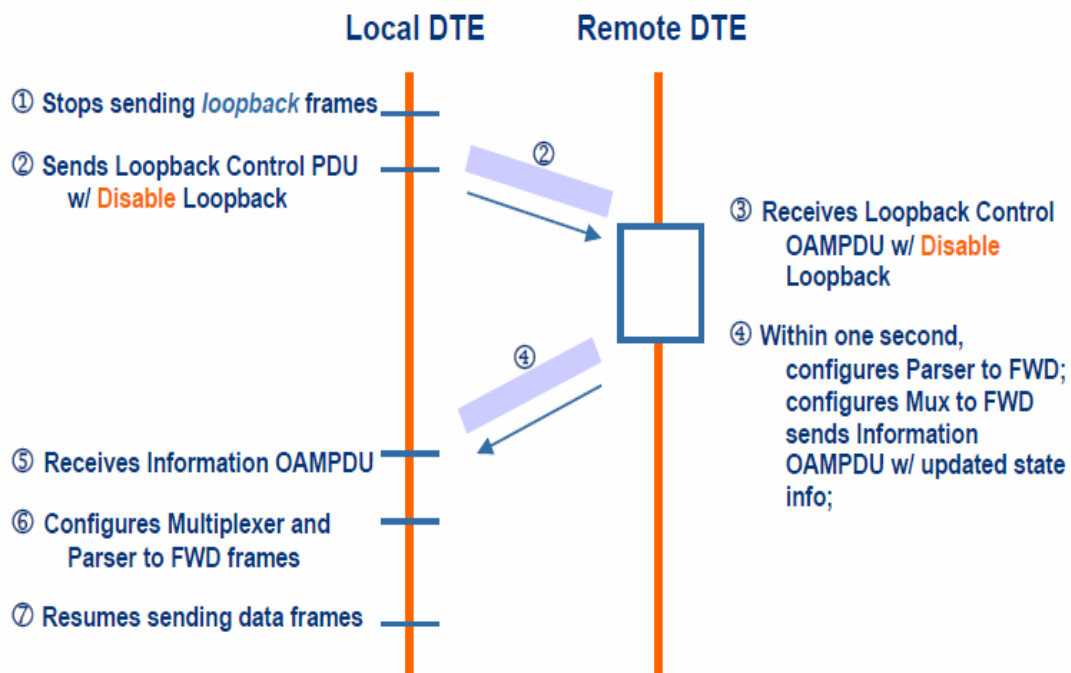 Local DTE
Remote DTE
① Stops sending loopback frames
② Sends Loopback Control PDU
w/ Disable Loopback
②
③ Receives Loopback Control
OAMPDU w/ Disable
Loopback
④ Within one second,
configures Parser to FWD;
configures Mux to FWD
sends Information
OAMPDU w/ updated state
info;
④
⑤ Receives Information OAMPDU
⑥ Configures Multiplexer and
Parser to FWD frames
⑦ Resumes sending data frames